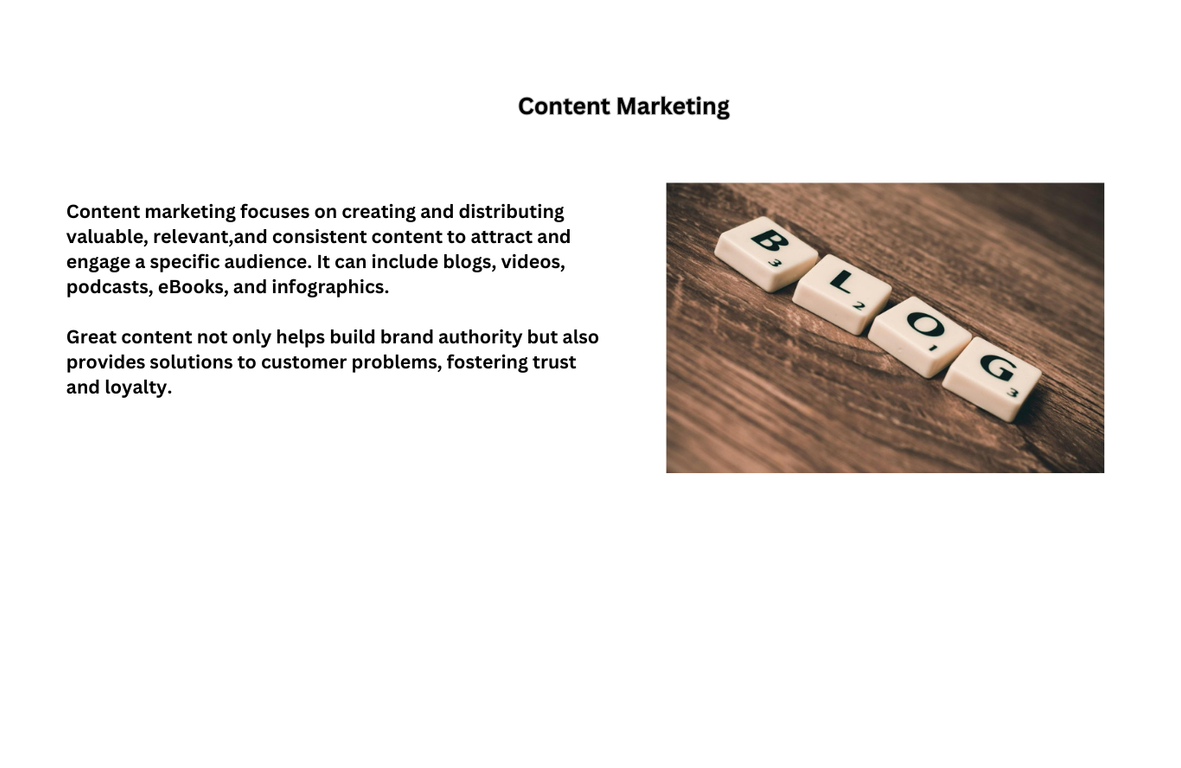 Content Marketing
Content marketing focuses on creating and distributing
valuable, relevant,and consistent content to attract and
engage a specific audience. It can include blogs, videos,
podcasts, eBooks, and infographics.
Great content not only helps build brand authority but also
provides solutions to customer problems, fostering trust
and loyalty.
B 3
L 2
O 1
G 3